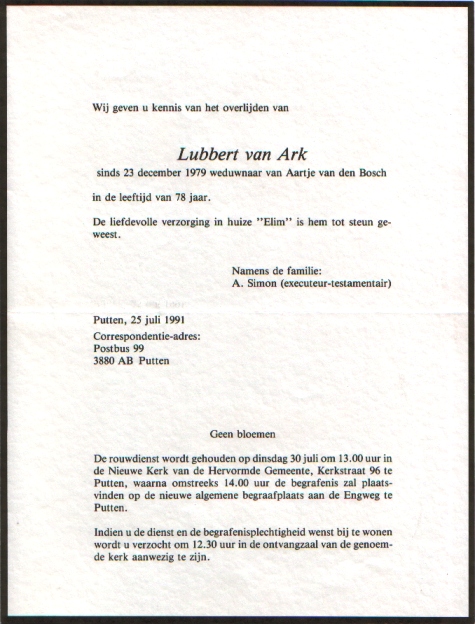 Wij geven u kennis van het overlijden van
Lubbert van Ark
sinds 23 december 1979 weduwnaar van Aartje van den Bosch
in de leeftijd van 78 jaar.
De liefdevolle verzorging in huize "Elim" is hem tot steun ge-
weest.
Namens de familie:
A. Simon (executeur-testamentair)
Putten, 25 juli 1991
Correspondentie-adres:
Postbus 99
3880 AB Putten
Geen bloemen
De rouwdienst wordt gehouden op dinsdag 30 juli om 13.00 uur in
de Nieuwe Kerk van de Hervormde Gemeente, Kerkstraat 96 te
Putten, waarna omstreeks 14.00 uur de begrafenis zal plaats-
vinden op de nieuwe algemene begraafplaats aan de Engweg te
Putten.
Indien u de dienst en de begrafenisplechtigheid wenst bij te wonen
wordt u verzocht om 12.30 uur in de ontvangzaal van de genoem-
de kerk aanwezig te zijn.